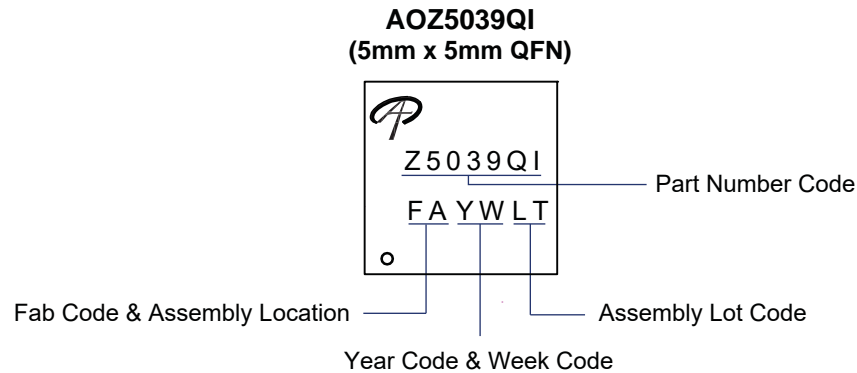 AOZ5039QI
(5mm x 5mm QFN)
Z5039QI
Part Number Code
FAYWLT
Fab Code & Assembly Location
Assembly Lot Code
Year Code & Week Code